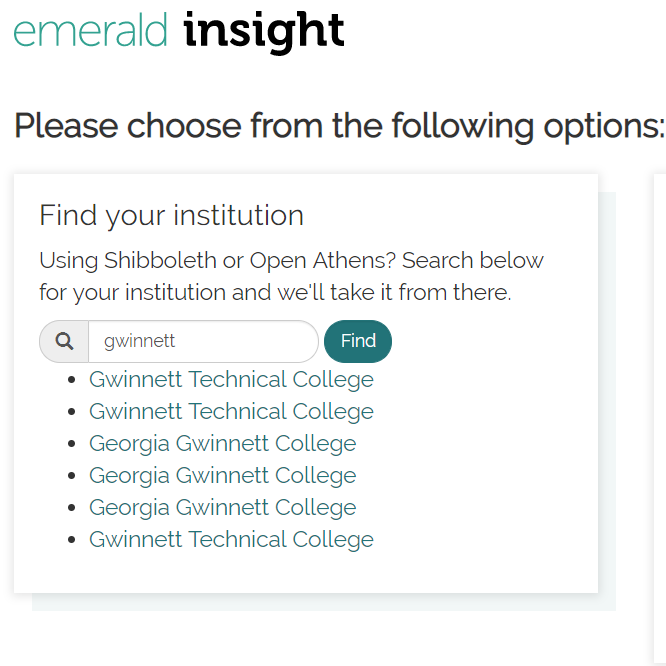 emerald insight
Please choose from the following options:
Find your institution
Using Shibboleth or Open Athens? Search below
for your institution and we'll take it from there.
gwinnett Find
Gwinnett Technical College
Gwinnett Technical College
Georgia Gwinnett College
Georgia Gwinnett College
Georgia Gwinnett College
Gwinnett Technical College